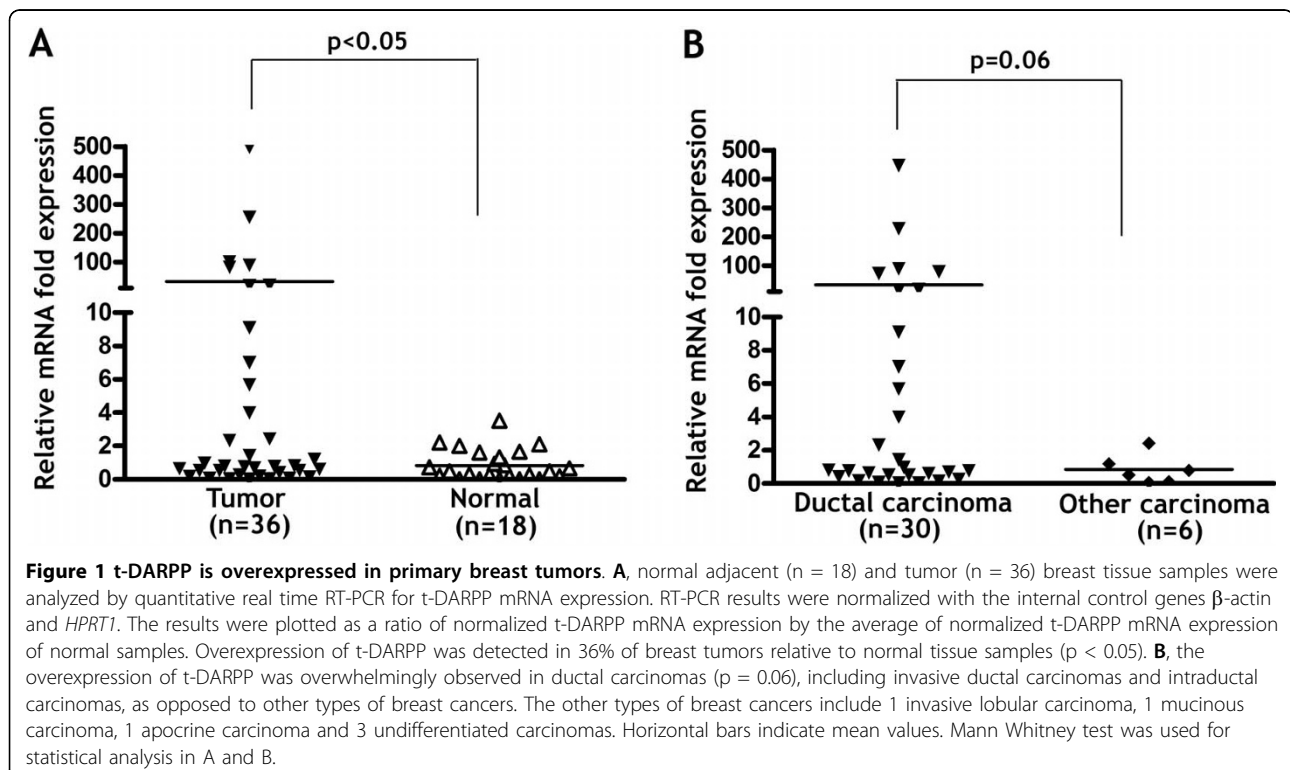 A
p<0.05
Relative mRNA fold expression
500
400
300
200
100
10
8
6
4
2
0
Tumor
(n=36)
Normal
(n=18)
B
p=0.06
Relative mRNA fold expression
500
400
300
200
100
10
8
6
4
2
0
Ductal carcinoma
(n=30)
Other carcinoma
(n=6)
Figure 1 t-DARPP is overexpressed in primary breast tumors. A, normal adjacent (n = 18) and tumor (n = 36) breast tissue samples were
analyzed by quantitative real time RT-PCR for t-DARPP mRNA expression. RT-PCR results were normalized with the internal control genes β-actin
and HPRT1. The results were plotted as a ratio of normalized t-DARPP mRNA expression by the average of normalized t-DARPP mRNA expression
of normal samples. Overexpression of t-DARPP was detected in 36% of breast tumors relative to normal tissue samples (p < 0.05). B, the
overexpression of t-DARPP was overwhelmingly observed in ductal carcinomas (p = 0.06), including invasive ductal carcinomas and intraductal
carcinomas, as opposed to other types of breast cancers. The other types of breast cancers include 1 invasive lobular carcinoma, 1 mucinous
carcinoma, 1 apocrine carcinoma and 3 undifferentiated carcinomas. Horizontal bars indicate mean values. Mann Whitney test was used for
statistical analysis in A and B.